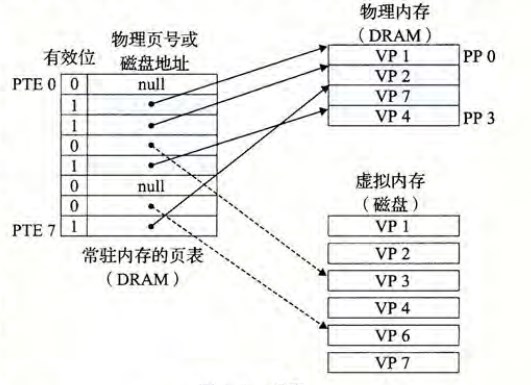 物理页号或
磁盘地址
有效位
PTE 0
0
null
1
1
0
1
0
null
0
PTE 7
1
常驻内存的页表
（DRAM）
物理内存
（DRAM）
VP 1
PP 0
VP 2
VP 7
VP 4
PP 3
虚拟内存
（磁盘）
VP 1
VP 2
VP 3
VP 4
VP 6
VP 7